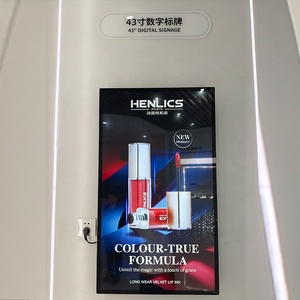 43寸数字标牌
43" DIGITAL SIGNAGE
HENLICS
NEW
PRODUCT
HENLICS
COLOUR-TRUE
FORMULA
Unveil the magic with a touch of grace
LONG WEAR VELVET LIP INK